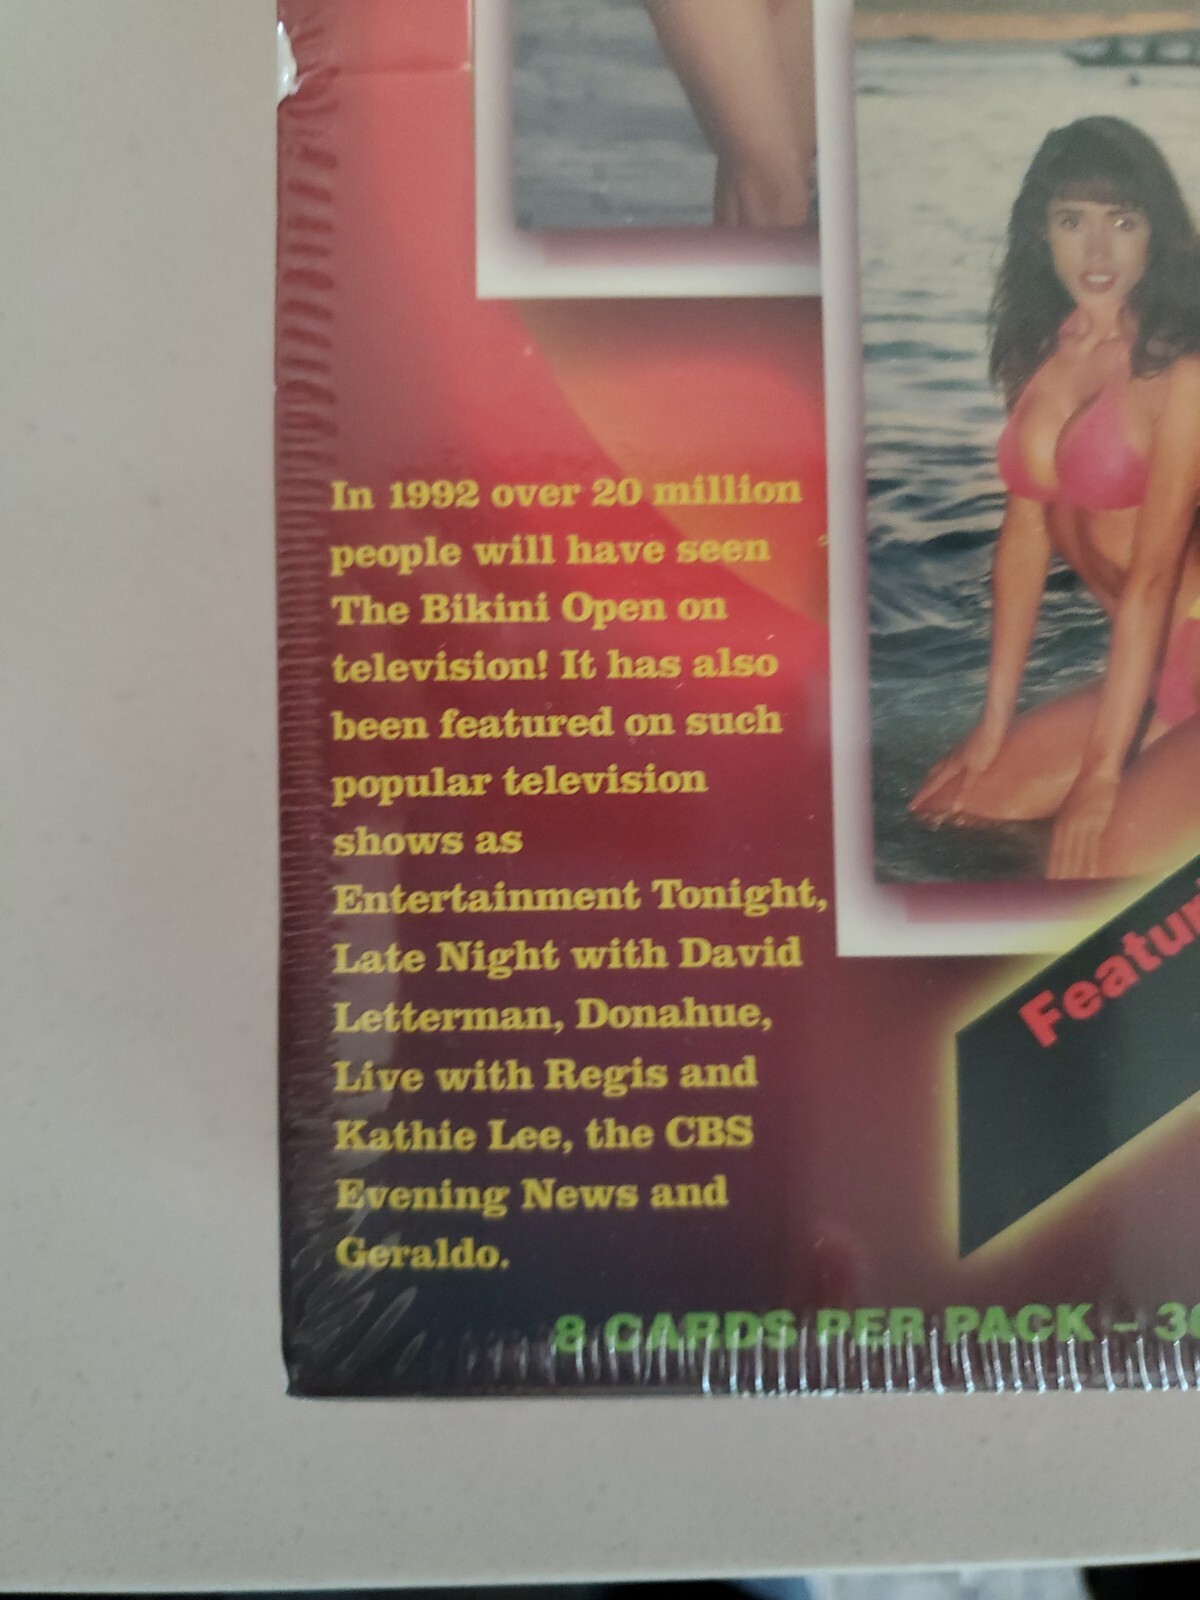 In 1992 over 20 million
people will have seen
The Bikini Open on
television! It has also
been featured on such
popular television
shows as
Entertainment Tonight,
Late Night with David
Letterman, Donahue,
Live with Regis and
Kathie Lee, the CBS
Evening News and
Geraldo.
8 CARDS PER PACK –